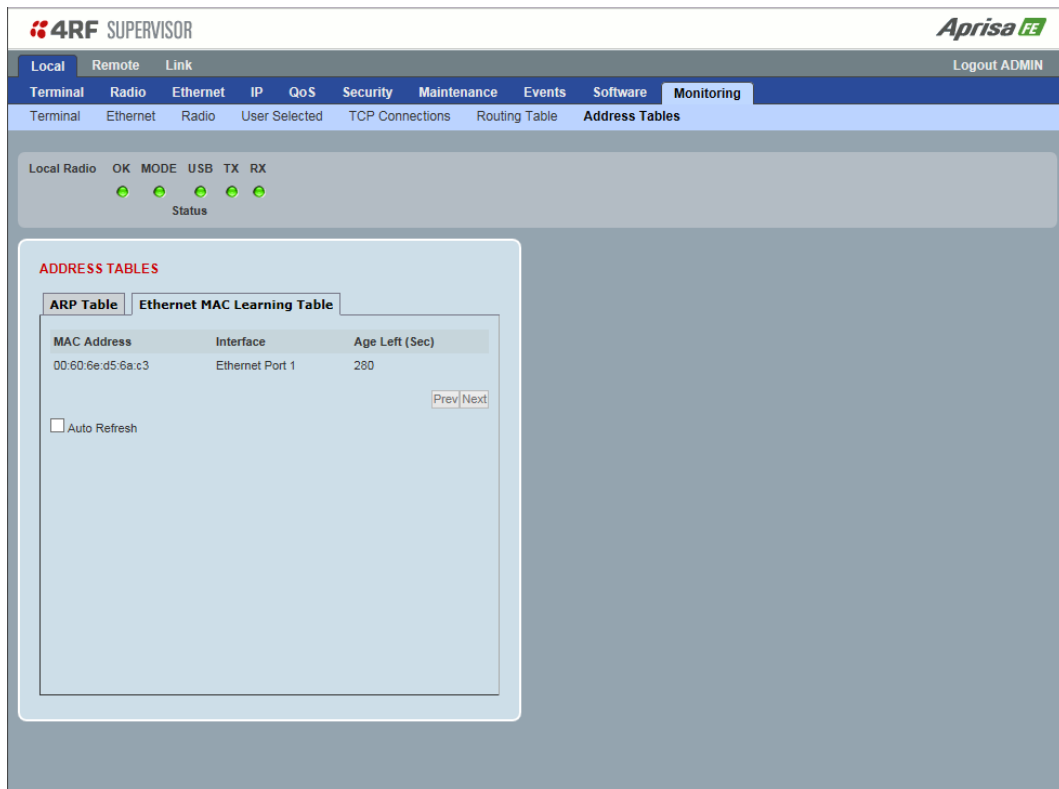 4RF SUPERVISOR
Aprisa FE
Local Remote Link Logout ADMIN
Terminal Radio Ethernet IP QoS Security Maintenance Events Software Monitoring
Terminal Ethernet Radio User Selected TCP Connections Routing Table Address Tables
Local Radio OK MODE USB TX RX
Status
ADDRESS TABLES
ARP Table Ethernet MAC Learning Table
MAC Address Interface Age Left (Sec)
00:60:6e:d5:6a:c3 Ethernet Port 1 280
Prev Next
Auto Refresh